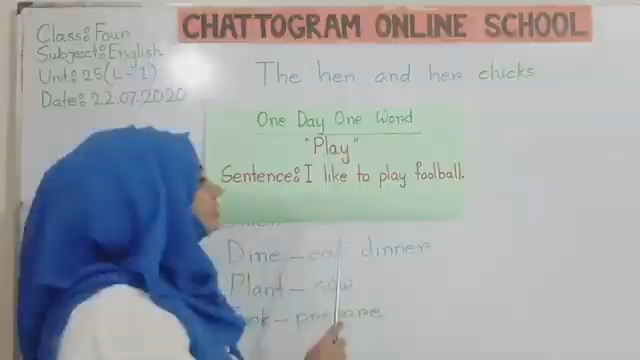 CHATTOGRAM ONLINE SCHOOL
Class: Four
Subject: English
Unit: 25 (L-1)
Date: 22.07.2020
The hen and her chicks
One Day One Word
"Play"
Sentence: I like to play football.
Dine – eat dinner
Plant – sow
– prepare